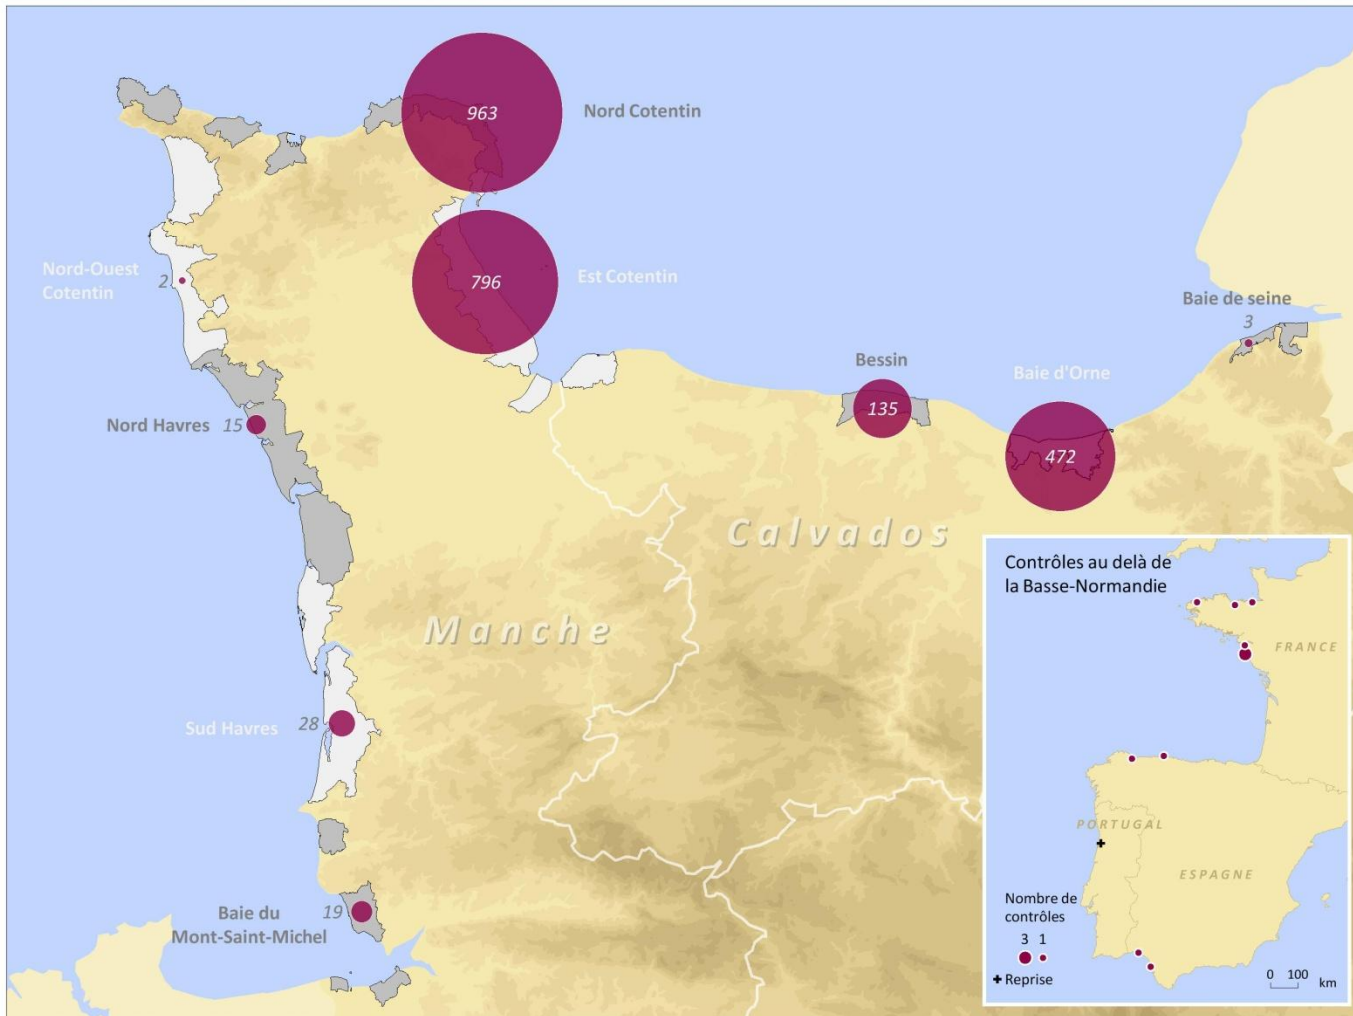 963
Nord Cotentin
Nord-Ouest
Cotentin
2
796
Est Cotentin
Baie de seine
3
Bessin
135
Baie d'Orne
472
Nord Havres
15
Calvados
Manche
Sud Havres
28
Baie du
Mont-Saint-Michel
19
Contrôles au delà de
la Basse-Normandie
FRANCE
PORTUGAL
ESPAGNE
Nombre de
contrôles
3 1
Reprise
0 100
km